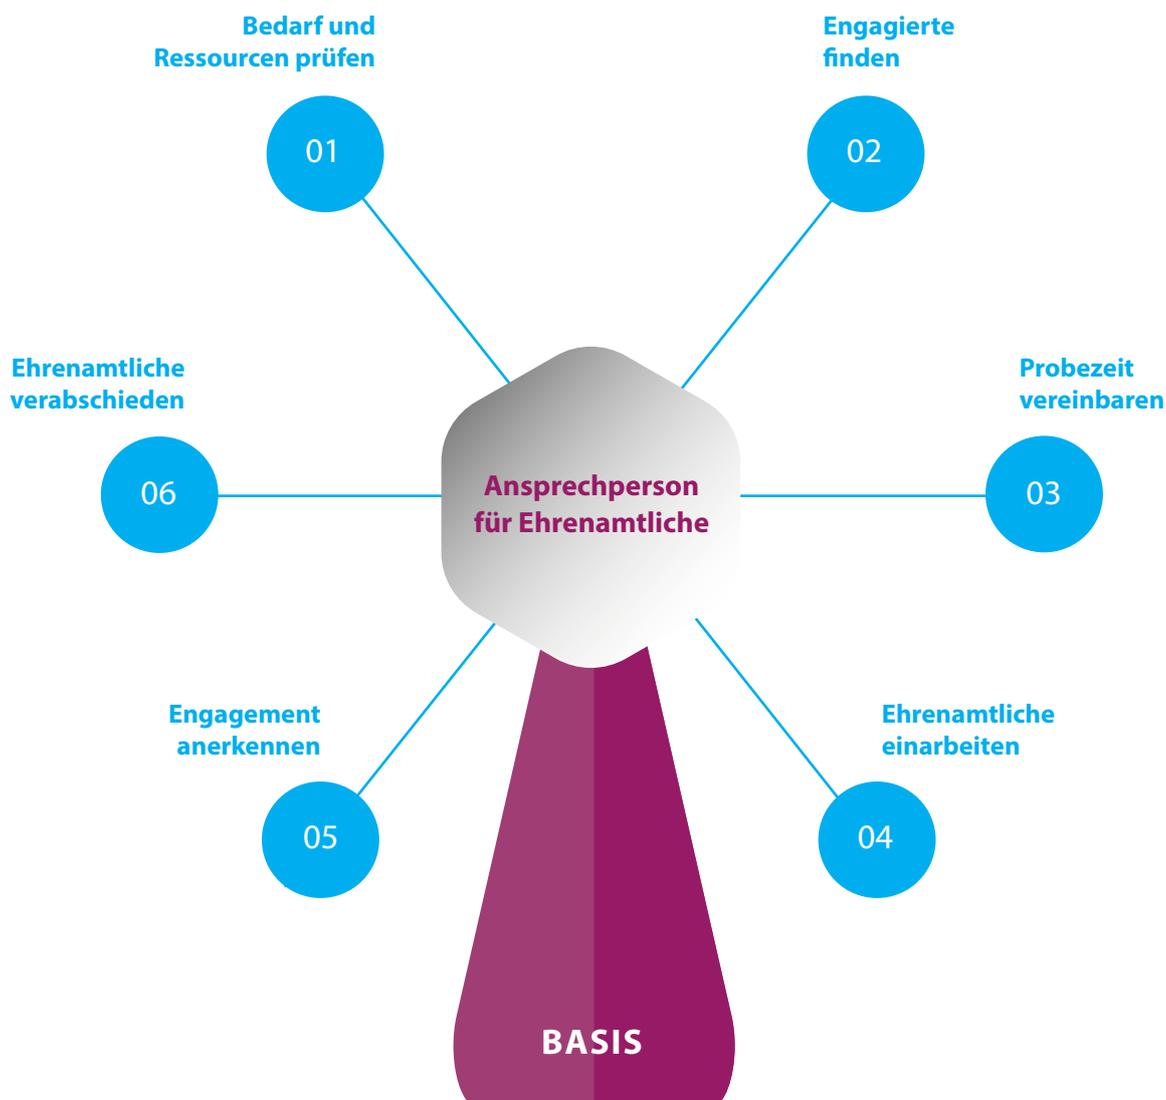 Bedarf und
Ressourcen prüfen
01
Engagierte
finden
02
Probezeit
vereinbaren
03
Ehrenamtliche
einarbeiten
04
Engagement
anerkennen
05
Ehrenamtliche
verabschieden
06
Ansprechperson
für Ehrenamtliche
BASIS